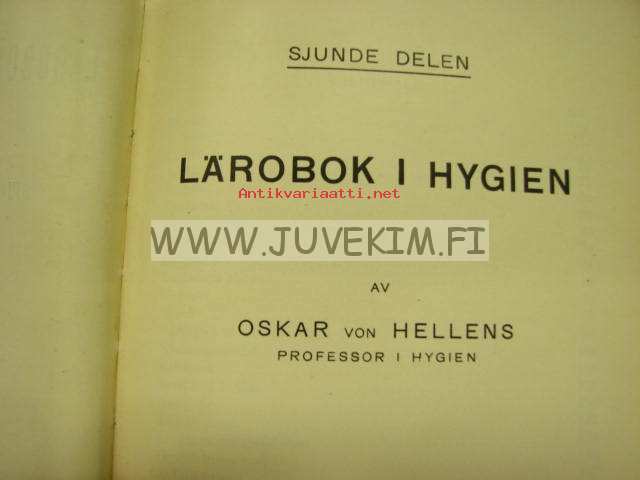 SJUNDE DELEN
LÄROBOK I HYGIEN
Antikvariaatti.net
WWW.JUVEKIM.FI
AV
OSKAR VON HELLENS
PROFESSOR I HYGIEN